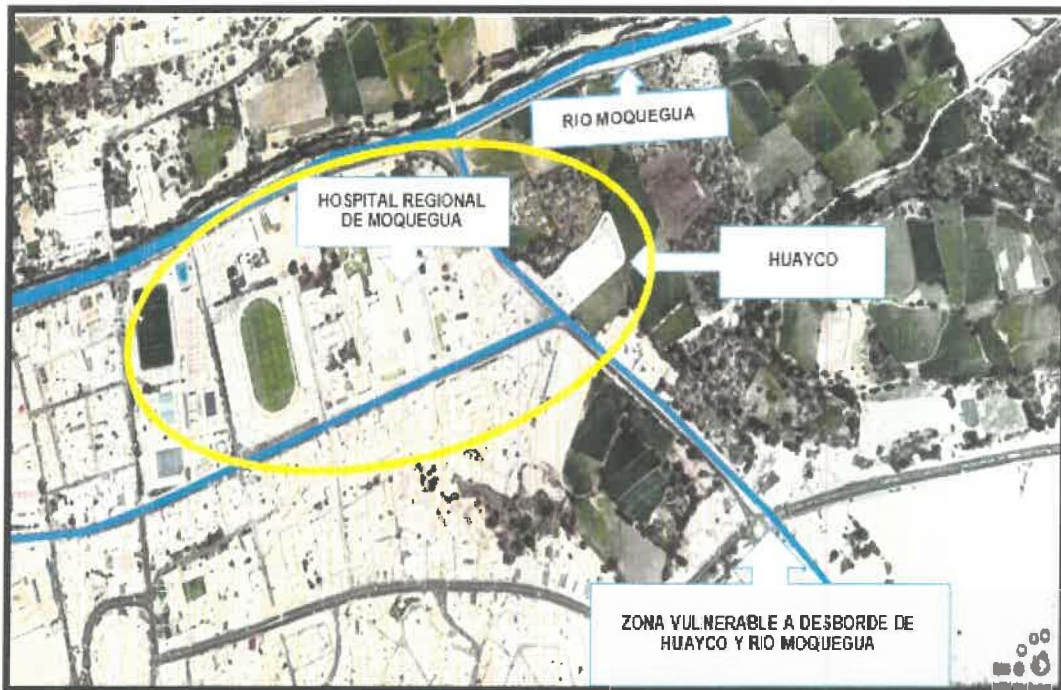 RIO MOQUEGUA
HOSPITAL REGIONAL
DE MOQUEGUA
HUAYCO
ZONA VULNERABLE A DESBORDE DE
HUAYCO Y RIO MOQUEGUA